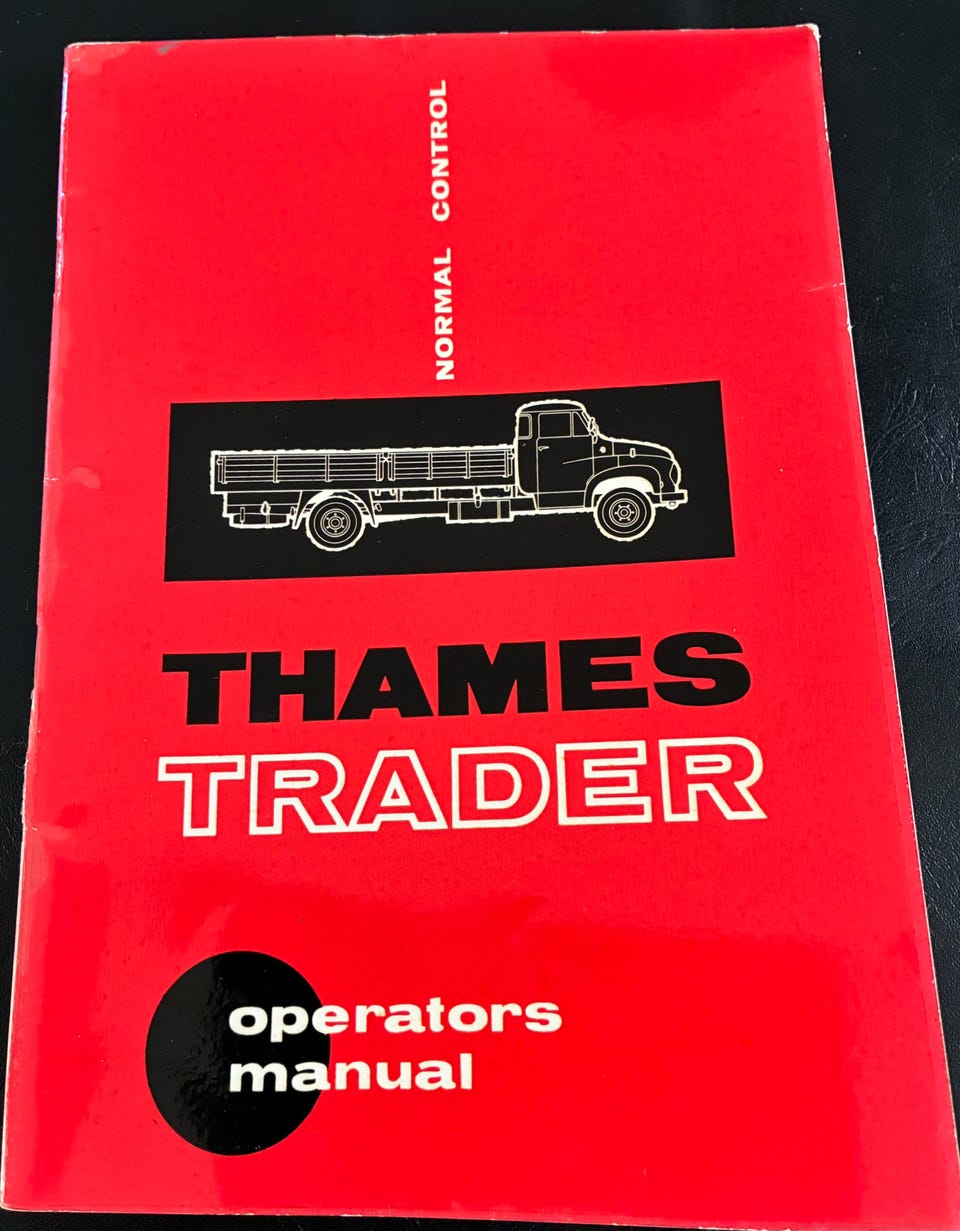 NORMAL CONTROL
THAMES
TRADER
operators
manual